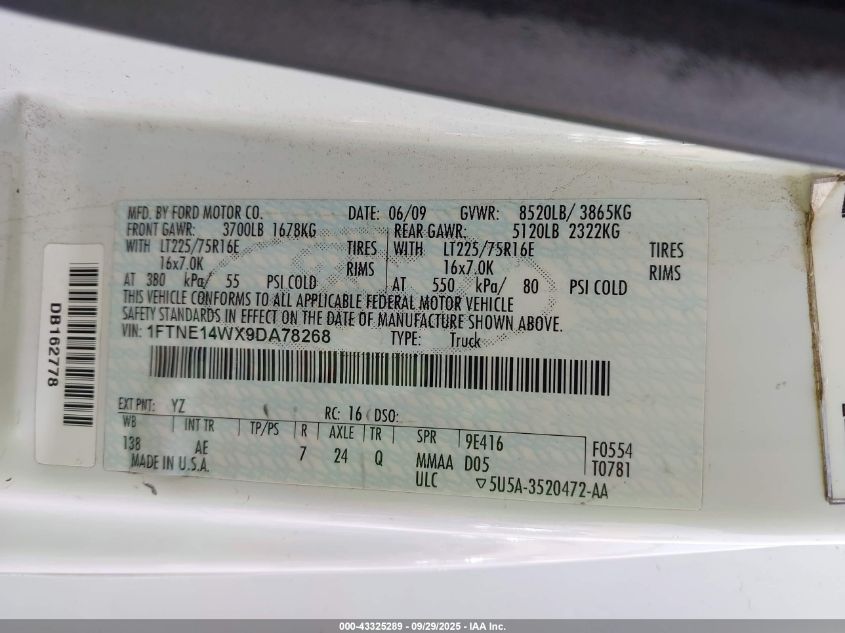 MFD. BY FORD MOTOR CO. DATE: 06/09 GVWR: 8520LB/ 3865KG
FRONT GAWR: 3700LB 1678KG REAR GAWR: 5120LB 2322KG
WITH LT225/75R16E TIRES WITH LT225/75R16E TIRES
16x7.0K RIMS 16x7.0K RIMS
AT 380 kPa/ 55 PSI COLD AT 550 kPa/ 80 PSI COLD
THIS VEHICLE CONFORMS TO ALL APPLICABLE FEDERAL MOTOR VEHICLE
SAFETY STANDARDS IN EFFECT ON THE DATE OF MANUFACTURE SHOWN ABOVE.
VIN: 1FTNE14WX9DA78268 TYPE: Truck
EXT PNT: YZ RC: 16 DSO:
WB INT TR TP/PS R AXLE TR SPR 9E416 F0554
138 AE 7 24 Q MMAA D05 T0781
MADE IN U.S.A. ULC ▽5U5A-3520472-AA
DB162778
000-43325289 - 09/29/2025 - IAA Inc.